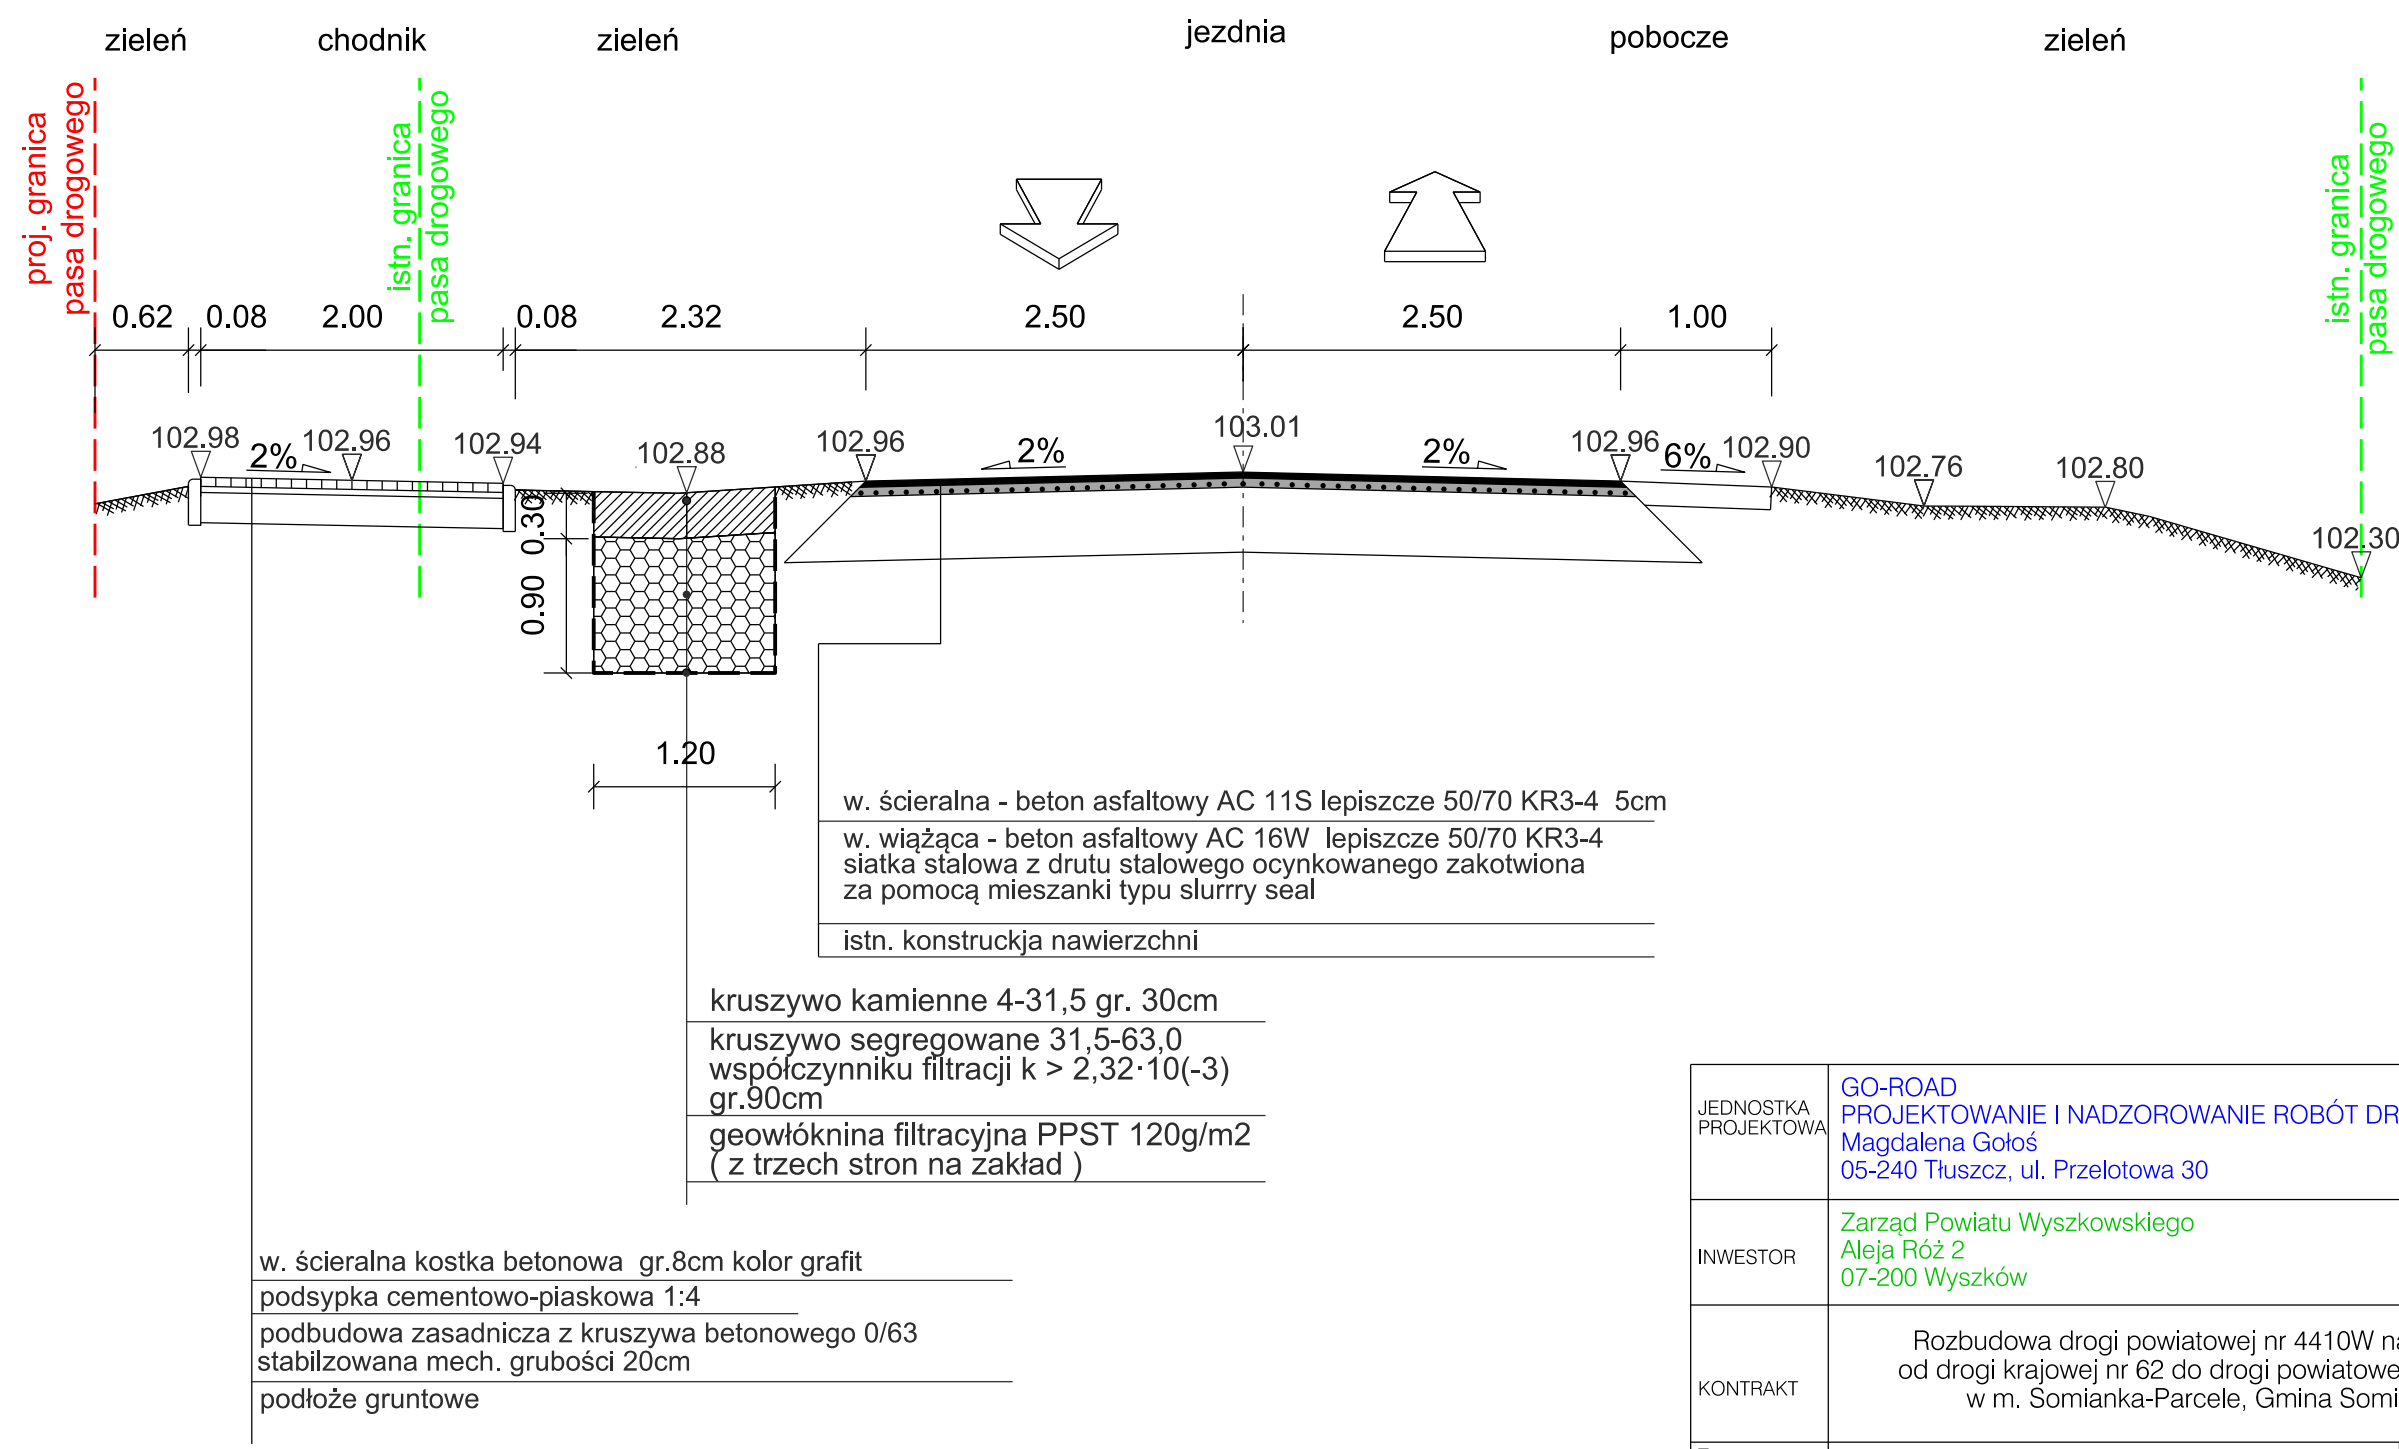 zieleń chodnik zieleń jezdnia pobocze zieleń
proj. granica
pasa drogowego
istn. granica
pasa drogowego
istn. granica
pasa drogowego
0.62 0.08 2.00 0.08 2.32 2.50 2.50 1.00
102.98 2% 102.96 102.94 102.88 102.96 2% 103.01 2% 102.96 6% 102.90 102.76 102.80 102.30
0.30
0.90
1.20
w. ścieralna - beton asfaltowy AC 11S lepiszcze 50/70 KR3-4 5cm
w. wiążąca - beton asfaltowy AC 16W lepiszcze 50/70 KR3-4
siatka stalowa z drutu stalowego ocynkowanego zakotwiona
za pomocą mieszanki typu slurrry seal
istn. konstruckja nawierzchni
kruszywo kamienne 4-31,5 gr. 30cm
kruszywo segregowane 31,5-63,0
współczynniku filtracji k > 2,32·10(-3)
gr.90cm
geowłóknina filtracyjna PPST 120g/m2
( z trzech stron na zakład )
w. ścieralna kostka betonowa gr.8cm kolor grafit
podsypka cementowo-piaskowa 1:4
podbudowa zasadnicza z kruszywa betonowego 0/63
stabilzowana mech. grubości 20cm
podłoże gruntowe
JEDNOSTKA
PROJEKTOWA
GO-ROAD
PROJEKTOWANIE I NADZOROWANIE ROBÓT DR
Magdalena Gołoś
05-240 Tłuszcz, ul. Przelotowa 30
INWESTOR
Zarząd Powiatu Wyszkowskiego
Aleja Róż 2
07-200 Wyszków
KONTRAKT
Rozbudowa drogi powiatowej nr 4410W na
od drogi krajowej nr 62 do drogi powiatowe
w m. Somianka-Parcele, Gmina Somi